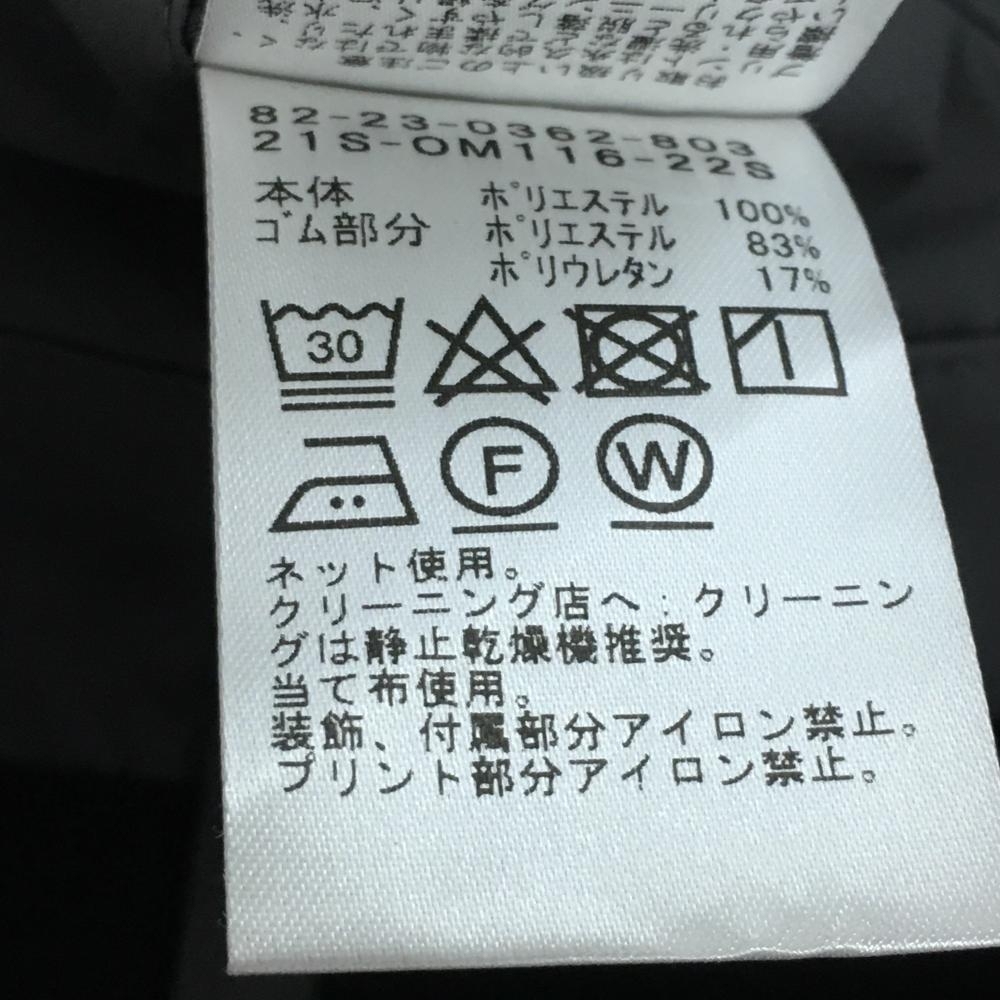 82-23-0362-803
21S-OM116-22S
本体 ポリエステル 100%
ゴム部分 ポリエステル 83%
ポリウレタン 17%
30
F W
ネット使用。
クリーニング店へ:クリーニン
グは静止乾燥機推奨。
当て布使用。
装飾、付属部分アイロン禁止。
プリント部分アイロン禁止。